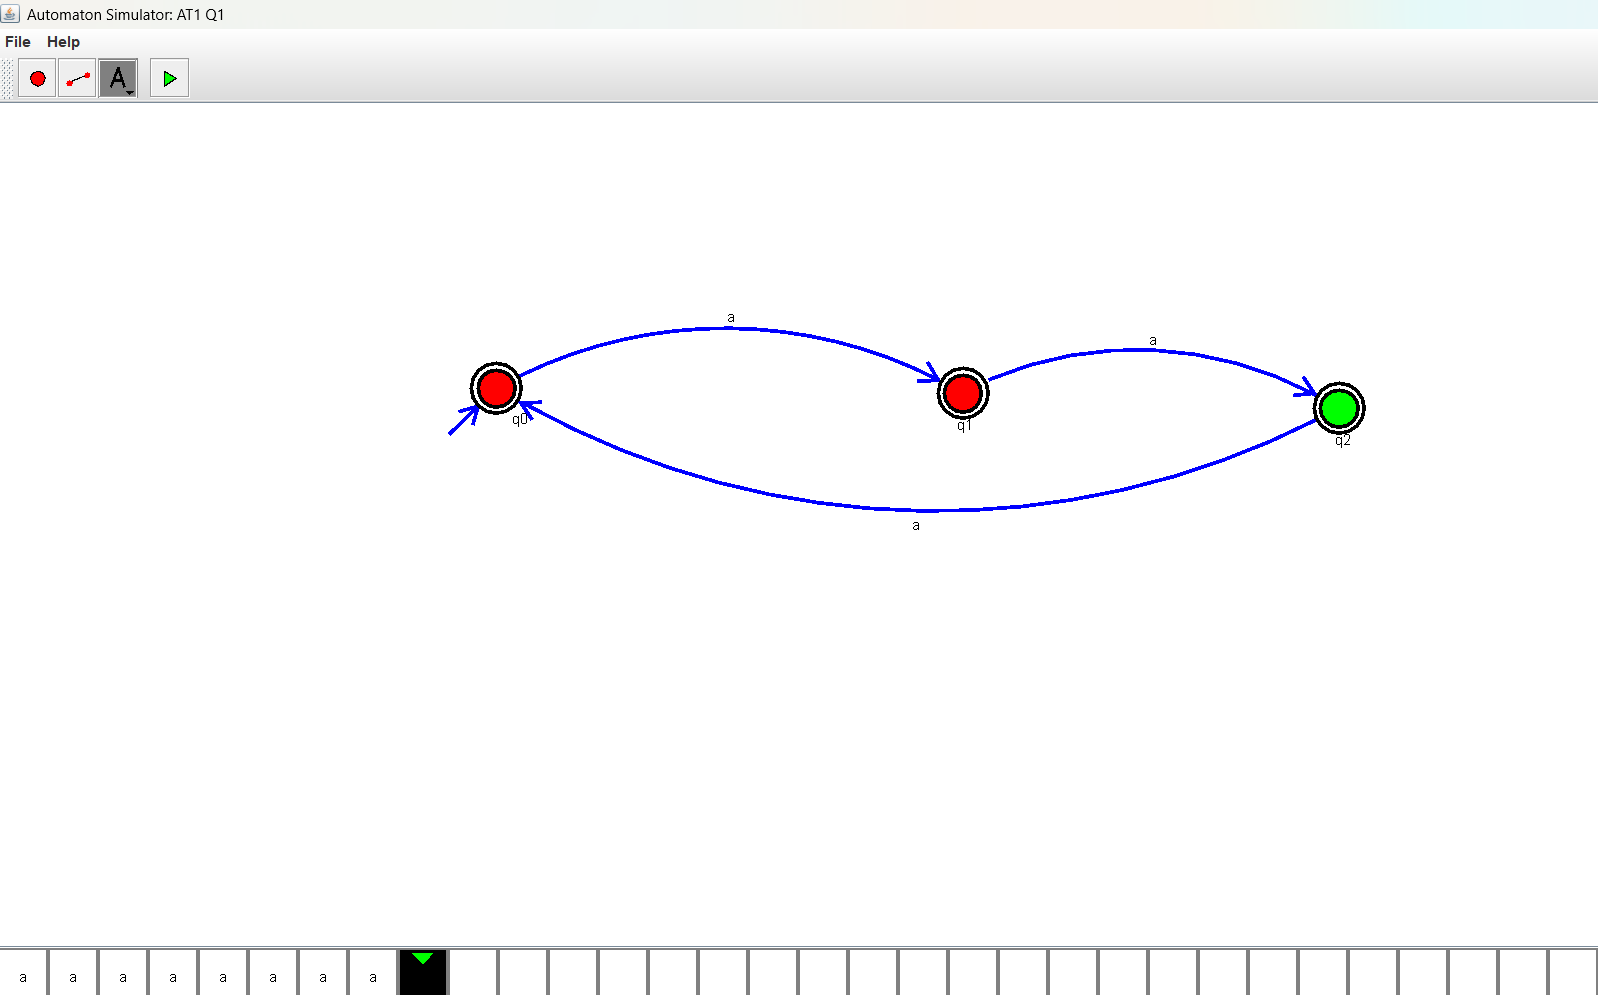 Automaton Simulator: AT1 Q1
File Help
A
a
a
q0
q1
q2
a
a a a a a a a a